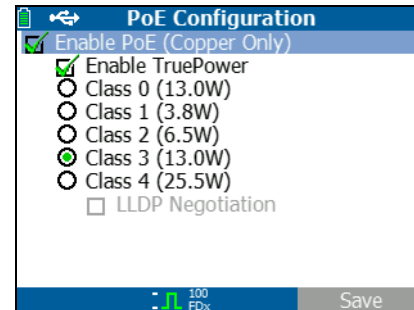 PoE Configuration
Enable PoE (Copper Only)
Enable TruePower
Class 0 (13.0W)
Class 1 (3.8W)
Class 2 (6.5W)
Class 3 (13.0W)
Class 4 (25.5W)
LLDP Negotiation
100
FDx
Save